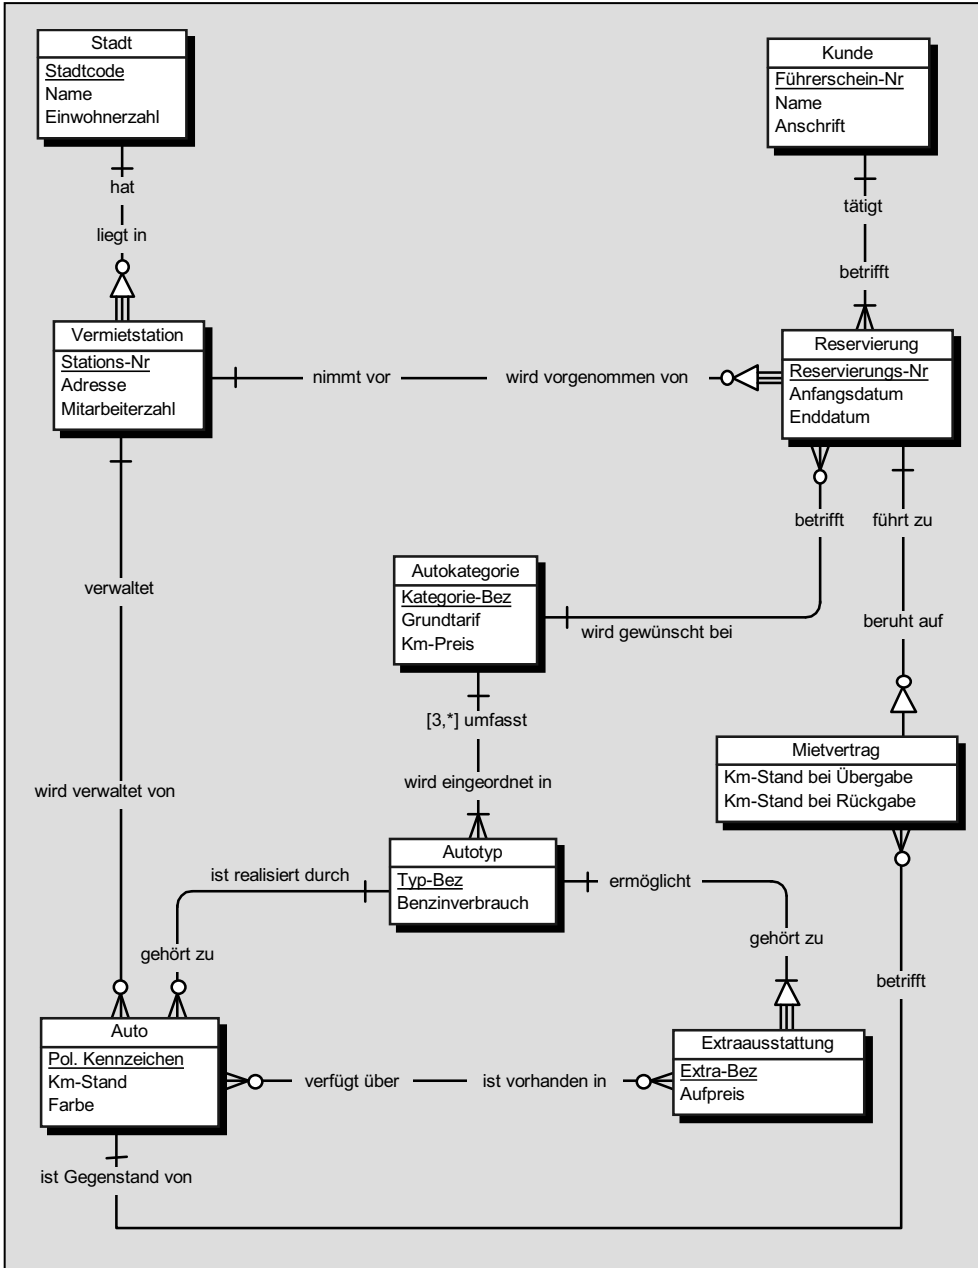 Stadt
Stadtcode
Name
Einwohnerzahl
Kunde
Führerschein-Nr
Name
Anschrift
hat
liegt in
tätigt
betrifft
Vermietstation
Stations-Nr
Adresse
Mitarbeiterzahl
nimmt vor
wird vorgenommen von
Reservierung
Reservierungs-Nr
Anfangsdatum
Enddatum
betrifft
führt zu
verwaltet
Autokategorie
Kategorie-Bez
Grundtarif
Km-Preis
wird gewünscht bei
beruht auf
[3,*] umfasst
wird eingeordnet in
wird verwaltet von
Mietvertrag
Km-Stand bei Übergabe
Km-Stand bei Rückgabe
Autotyp
Typ-Bez
Benzinverbrauch
ist realisiert durch
ermöglicht
gehört zu
gehört zu
betrifft
Auto
Pol. Kennzeichen
Km-Stand
Farbe
verfügt über
ist vorhanden in
Extraausstattung
Extra-Bez
Aufpreis
ist Gegenstand von